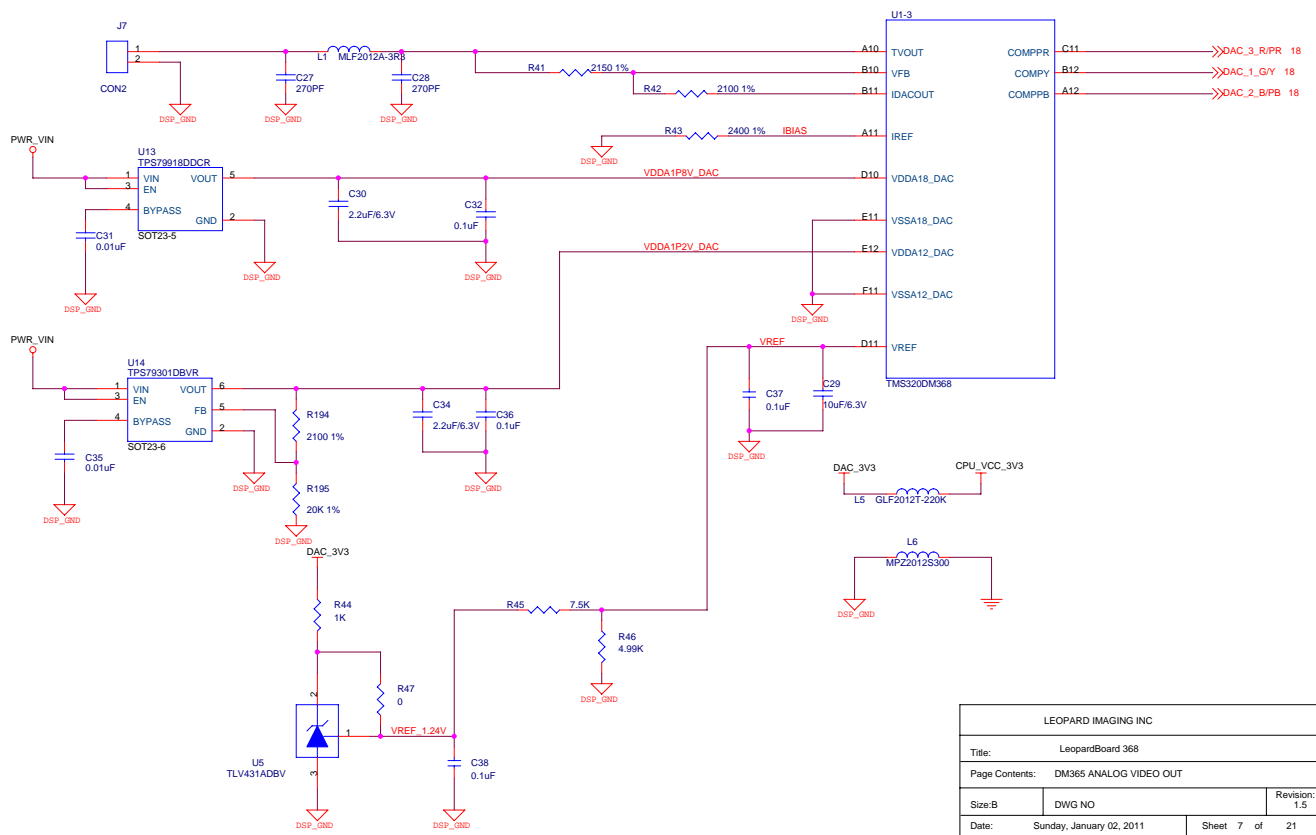 J7
1
2
CON2
DSP_GND
L1 MLF2012A-3R3
C27
270PF
DSP_GND
C28
270PF
DSP_GND
R41 2150 1%
R42 2100 1%
R43 2400 1% IBIAS
DSP_GND
U1-3
A10 TVOUT
B10 VFB
B11 IDACOUT
A11 IREF
D10 VDDA18_DAC
E11 VSSA18_DAC
E12 VDDA12_DAC
F11 VSSA12_DAC
D11 VREF
COMPPR C11
COMPY B12
COMPPB A12
TMS320DM368
DAC_3_R/PR 18
DAC_1_G/Y 18
DAC_2_B/PB 18
PWR_VIN
U13
TPS79918DDCR
1 VIN
3 EN
4 BYPASS
VOUT 5
GND 2
SOT23-5
C31
0.01uF
DSP_GND
DSP_GND
C30
2.2uF/6.3V
C32
0.1uF
DSP_GND
VDDA1P8V_DAC
VDDA1P2V_DAC
DSP_GND
PWR_VIN
U14
TPS79301DBVR
1 VIN
3 EN
4 BYPASS
VOUT 6
FB 5
GND 2
SOT23-6
C35
0.01uF
DSP_GND
DSP_GND
R194
2100 1%
R195
20K 1%
DSP_GND
C34
2.2uF/6.3V
C36
0.1uF
DSP_GND
VREF
C37
0.1uF
C29
10uF/6.3V
DSP_GND
DAC_3V3
CPU_VCC_3V3
L5 GLF2012T-220K
L6
MPZ2012S300
DSP_GND
DAC_3V3
R44
1K
R47
0
2
1
3
U5
TLV431ADBV
DSP_GND
VREF_1.24V
C38
0.1uF
DSP_GND
R45 7.5K
R46
4.99K
DSP_GND
LEOPARD IMAGING INC
Title: LeopardBoard 368
Page Contents: DM365 ANALOG VIDEO OUT
Size:B DWG NO Revision: 1.5
Date: Sunday, January 02, 2011 Sheet 7 of 21